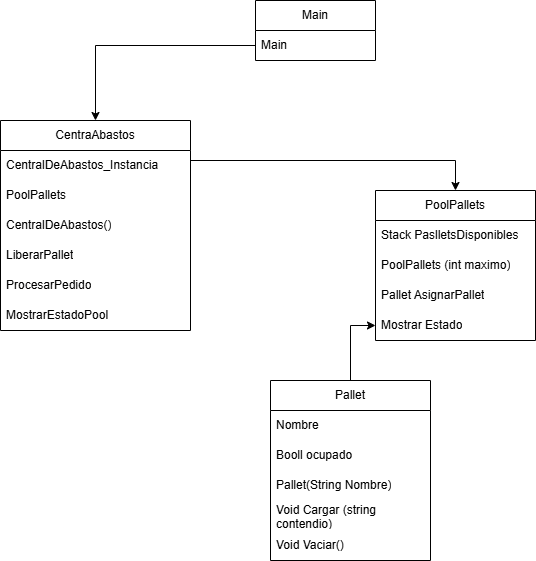 Main
Main
CentraAbastos
CentralDeAbastos_Instancia
PoolPallets
CentralDeAbastos()
LiberarPallet
ProcesarPedido
MostrarEstadoPool
PoolPallets
Stack PaslletsDisponibles
PoolPallets (int maximo)
Pallet AsignarPallet
Mostrar Estado
Pallet
Nombre
Booll ocupado
Pallet(String Nombre)
Void Cargar (string
contendio)
Void Vaciar()